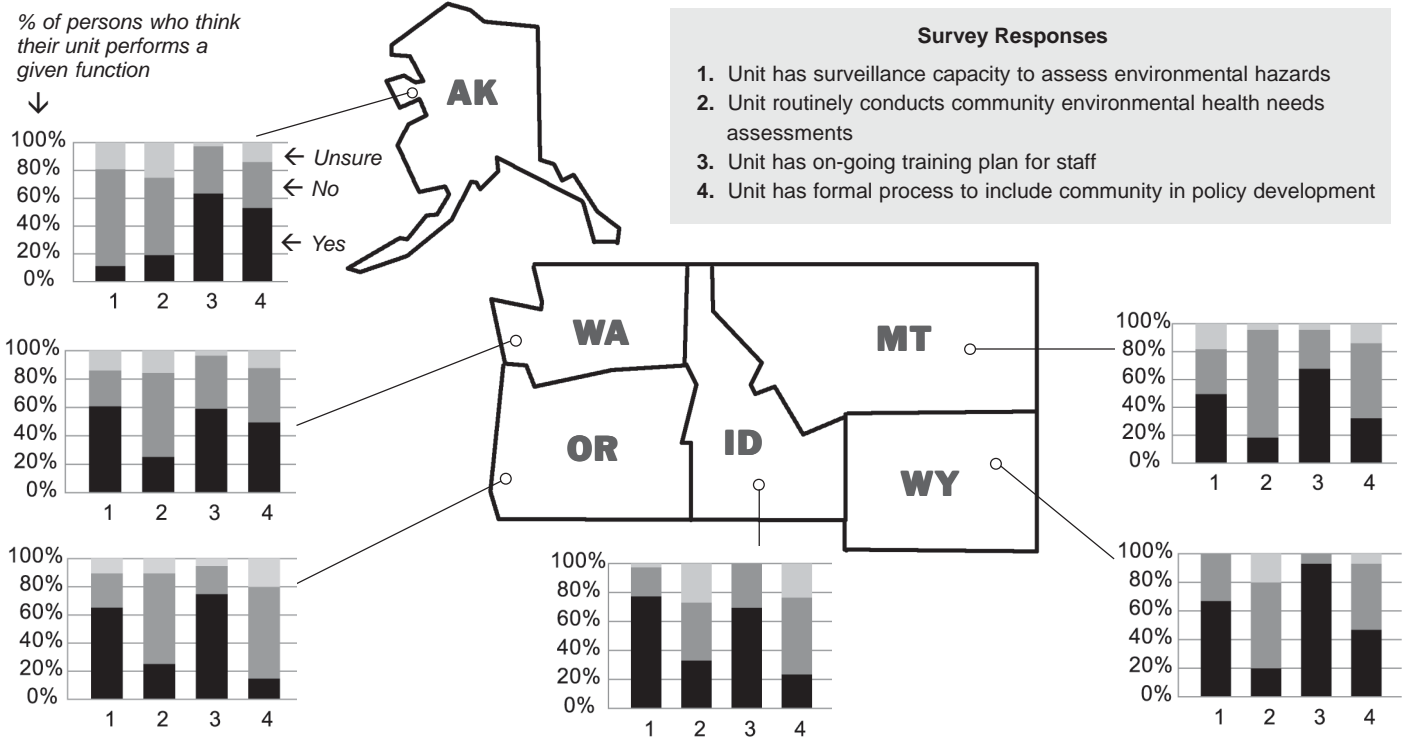 % of persons who think
their unit performs a
given function
↓
100%
80%
60%
40%
20%
0%
← Unsure
← No
← Yes
1 2 3 4
AK
Survey Responses
1. Unit has surveillance capacity to assess environmental hazards
2. Unit routinely conducts community environmental health needs
assessments
3. Unit has on-going training plan for staff
4. Unit has formal process to include community in policy development
WA
MT
OR
ID
WY
100%
80%
60%
40%
20%
0%
1 2 3 4
100%
80%
60%
40%
20%
0%
1 2 3 4
100%
80%
60%
40%
20%
0%
1 2 3 4
100%
80%
60%
40%
20%
0%
1 2 3 4
100%
80%
60%
40%
20%
0%
1 2 3 4